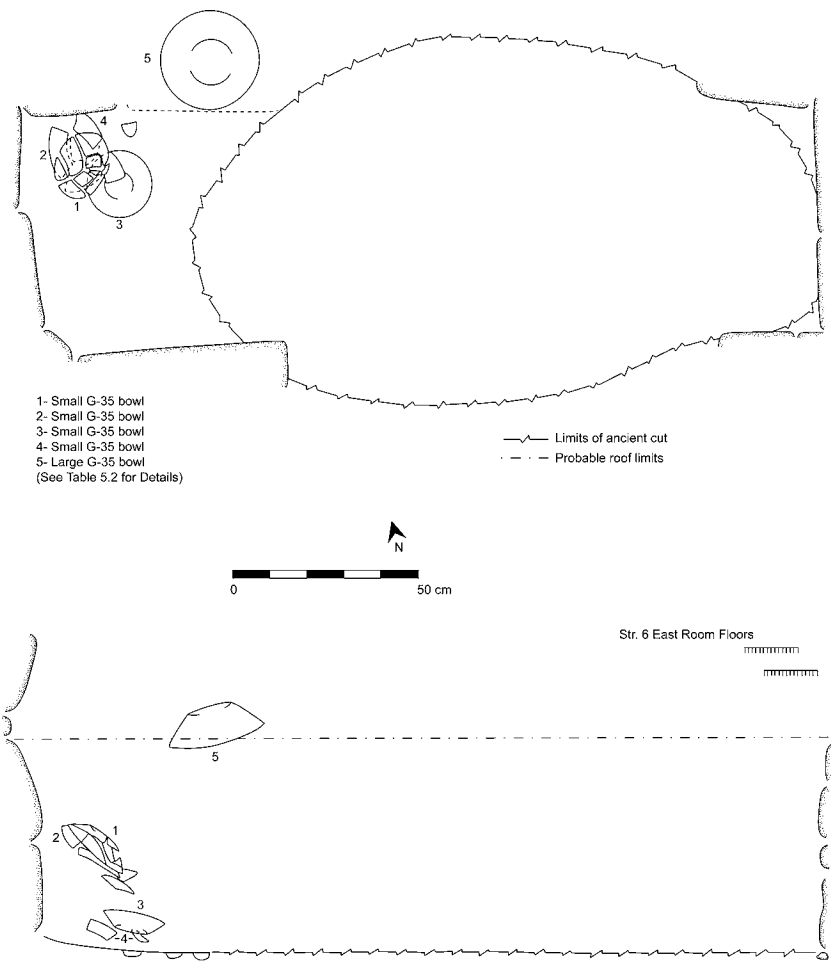 5
4
2
1
3
1- Small G-35 bowl
2- Small G-35 bowl
3- Small G-35 bowl
4- Small G-35 bowl
5- Large G-35 bowl
(See Table 5.2 for Details)
Limits of ancient cut
Probable roof limits
N
0 50 cm
Str. 6 East Room Floors
5
2 1
3
-4-